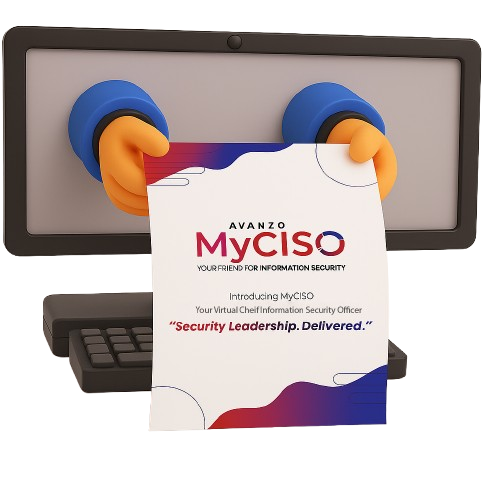 AVANZO
MyCISO
YOUR FRIEND FOR INFORMATION SECURITY
Introducing MyCISO
Your Virtual Cheif Information Security Officer
“Security Leadership. Delivered.”